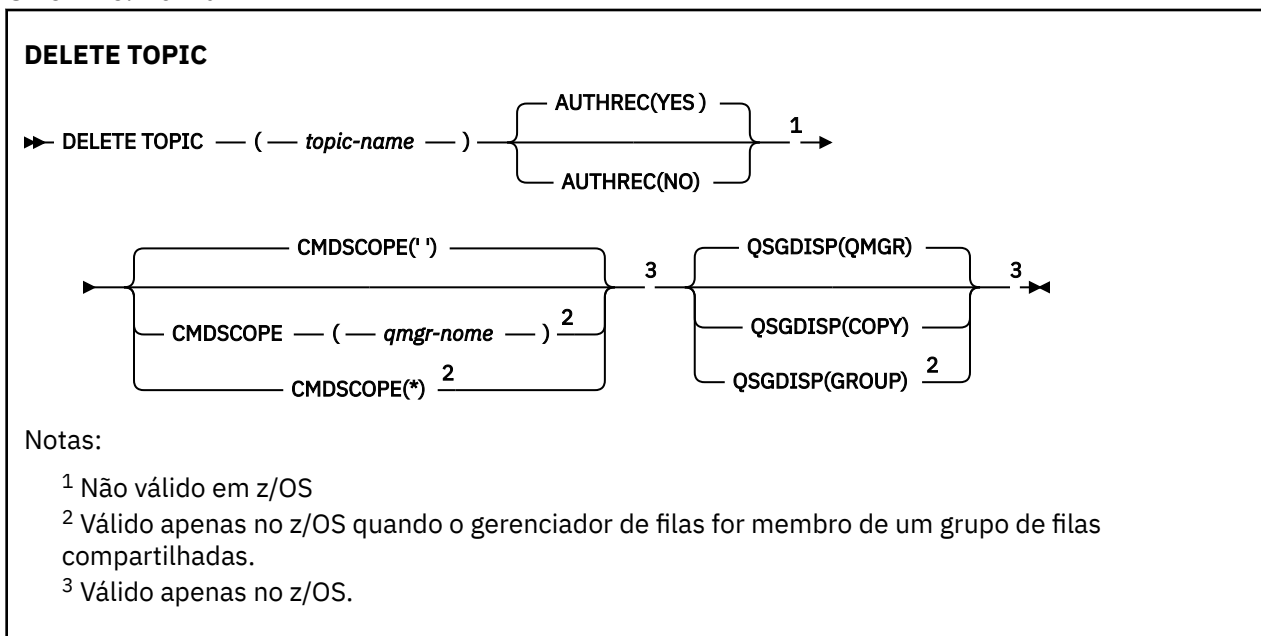 DELETE TOPIC
AUTHREC(YES )
DELETE TOPIC ( topic-name ) 1
AUTHREC(NO)
CMDSCOPE(' ') 3 QSGDISP(QMGR) 3
CMDSCOPE ( qmgr-nome ) 2 QSGDISP(COPY)
CMDSCOPE(*) 2 QSGDISP(GROUP) 2
Notas:
1 Não válido em z/OS
2 Válido apenas no z/OS quando o gerenciador de filas for membro de um grupo de filas
compartilhadas.
3 Válido apenas no z/OS.